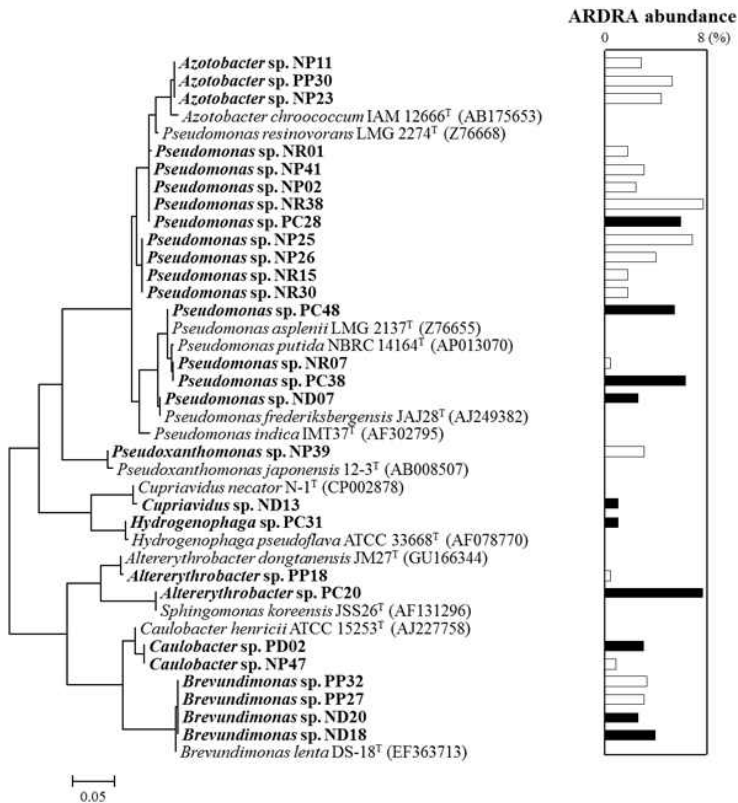 ARDRA abundance
0 8 (%)
Azotobacter sp. NP11
Azotobacter sp. PP30
Azotobacter sp. NP23
Azotobacter chroococcum IAM 12666T (AB175653)
Pseudomonas resinovorans LMG 2274T (Z76668)
Pseudomonas sp. NR01
Pseudomonas sp. NP41
Pseudomonas sp. NP02
Pseudomonas sp. NR38
Pseudomonas sp. PC28
Pseudomonas sp. NP25
Pseudomonas sp. NP26
Pseudomonas sp. NR15
Pseudomonas sp. NR30
Pseudomonas sp. PC48
Pseudomonas asplenii LMG 2137T (Z76655)
Pseudomonas putida NBRC 14164T (AP013070)
Pseudomonas sp. NR07
Pseudomonas sp. PC38
Pseudomonas sp. ND07
Pseudomonas frederiksbergensis JAJ28T (AJ249382)
Pseudomonas indica IMT37T (AF302795)
Pseudoxanthomonas sp. NP39
Pseudoxanthomonas japonensis 12-3T (AB008507)
Cupriavidus necator N-1T (CP002878)
Cupriavidus sp. ND13
Hydrogenophaga sp. PC31
Hydrogenophaga pseudoflava ATCC 33668T (AF078770)
Altererythrobacter dongtanensis JM27T (GU166344)
Altererythrobacter sp. PP18
Altererythrobacter sp. PC20
Sphingomonas koreensis JSS26T (AF131296)
Caulobacter henricii ATCC 15253T (AJ227758)
Caulobacter sp. PD02
Caulobacter sp. NP47
Brevundimonas sp. PP32
Brevundimonas sp. PP27
Brevundimonas sp. ND20
Brevundimonas sp. ND18
Brevundimonas lenta DS-18T (EF363713)
0.05